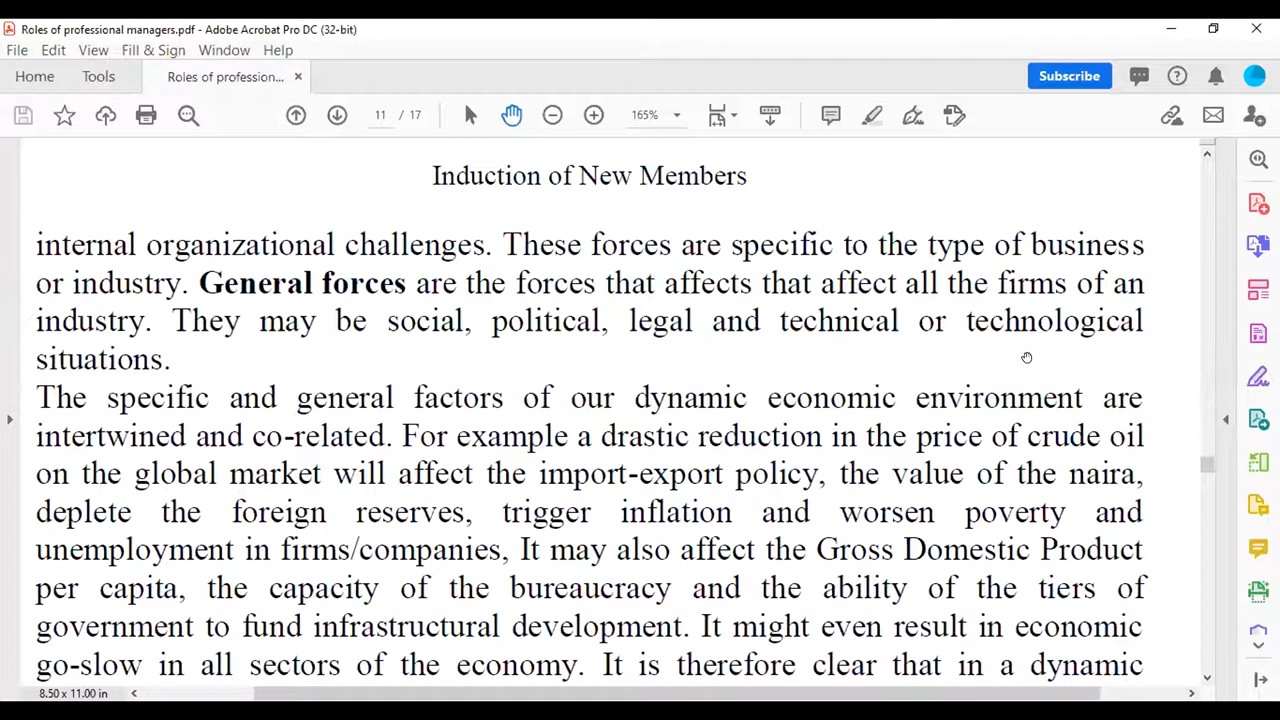 Roles of professional managers.pdf - Adobe Acrobat Pro DC (32-bit)
File Edit View Fill & Sign Window Help
Home Tools Roles of profession... × Subscribe
11 / 17 165%
Induction of New Members
internal organizational challenges. These forces are specific to the type of business
or industry. General forces are the forces that affects that affect all the firms of an
industry. They may be social, political, legal and technical or technological
situations.
The specific and general factors of our dynamic economic environment are
intertwined and co-related. For example a drastic reduction in the price of crude oil
on the global market will affect the import-export policy, the value of the naira,
deplete the foreign reserves, trigger inflation and worsen poverty and
unemployment in firms/companies, It may also affect the Gross Domestic Product
per capita, the capacity of the bureaucracy and the ability of the tiers of
government to fund infrastructural development. It might even result in economic
go-slow in all sectors of the economy. It is therefore clear that in a dynamic
8.50 x 11.00 in